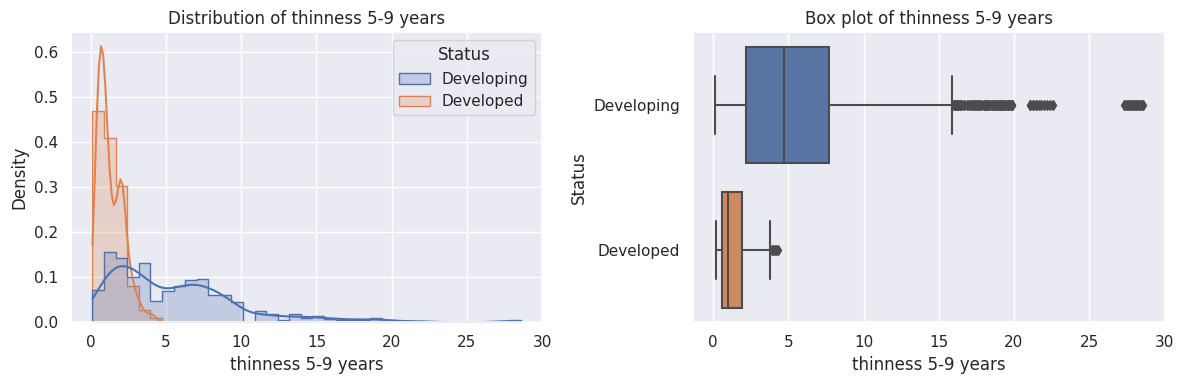 Distribution of thinness 5-9 years
0.6
0.5
0.4
0.3
0.2
0.1
0.0
Density
0 5 10 15 20 25 30
thinness 5-9 years
Status
Developing
Developed
Box plot of thinness 5-9 years
Status
Developing
Developed
0 5 10 15 20 25 30
thinness 5-9 years